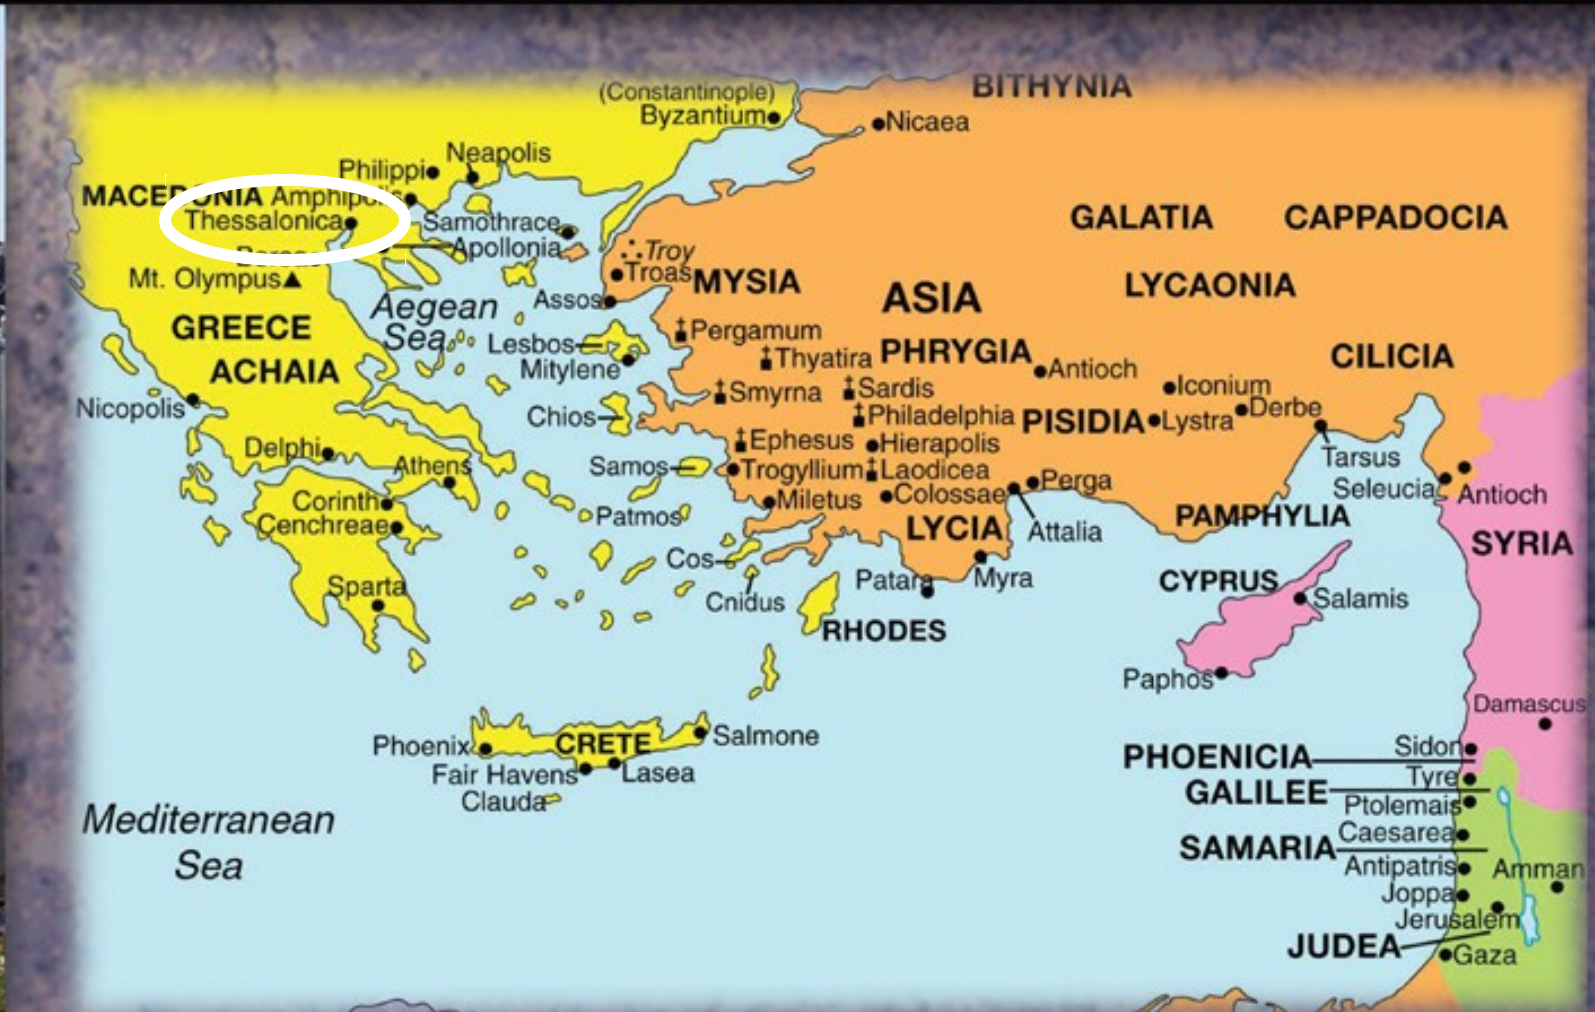 BITHYNIA
(Constantinople)
Byzantium
Nicaea
Neapolis
Philippi
MACEDONIA
Amphipolis
Thessalonica
Samothrace
Apollonia
GALATIA
CAPPADOCIA
Troy
Troas
Mt. Olympus
MYSIA
LYCAONIA
Aegean
Sea
Assos
ASIA
GREECE
Pergamum
Lesbos
Mitylene
Thyatira
PHRYGIA
Antioch
CILICIA
ACHAIA
Smyrna
Sardis
Iconium
Nicopolis
Chios
Philadelphia
PISIDIA
Lystra
Derbe
Delphi
Ephesus
Hierapolis
Tarsus
Athens
Samos
Trogyllium
Laodicea
Perga
Seleucia
Antioch
Corinth
Miletus
Colossae
Cenchreae
Patmos
LYCIA
Attalia
PAMPHYLIA
SYRIA
Cos
Sparta
Cnidus
Patara
Myra
CYPRUS
Salamis
RHODES
Paphos
Damascus
Phoenix
CRETE
Salmone
Fair Havens
Lasea
Clauda
PHOENICIA
Sidon
Tyre
GALILEE
Ptolemais
Mediterranean
Sea
Caesarea
SAMARIA
Antipatris
Amman
Joppa
Jerusalem
JUDEA
Gaza